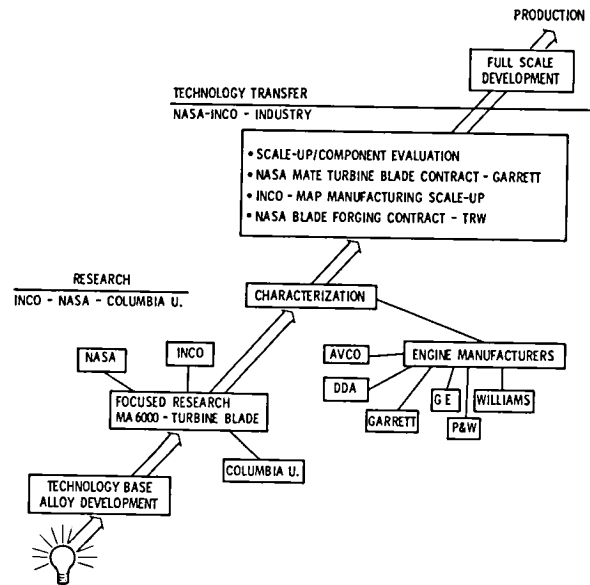 PRODUCTION
FULL SCALE
DEVELOPMENT
TECHNOLOGY TRANSFER
NASA-INCO - INDUSTRY
• SCALE-UP/COMPONENT EVALUATION
• NASA MATE TURBINE BLADE CONTRACT - GARRETT
• INCO - MAP MANUFACTURING SCALE-UP
• NASA BLADE FORGING CONTRACT - TRW
RESEARCH
INCO - NASA - COLUMBIA U.
CHARACTERIZATION
NASA
INCO
AVCO
ENGINE MANUFACTURERS
DDA
GARRETT
G E
P&W
WILLIAMS
FOCUSED RESEARCH
MA6000 - TURBINE BLADE
COLUMBIA U.
TECHNOLOGY BASE
ALLOY DEVELOPMENT